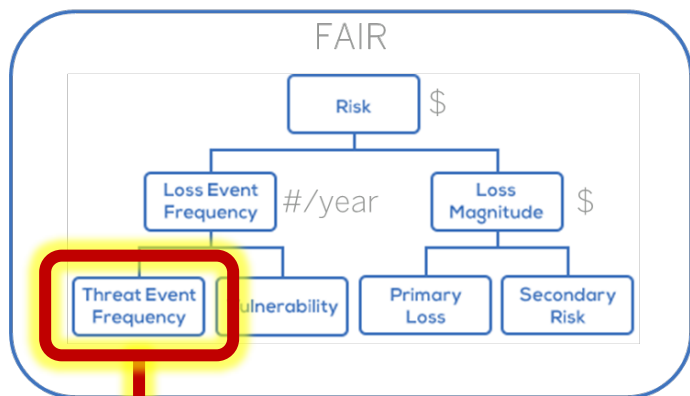 FAIR
Risk
$
Loss Event
Frequency
#/year
Loss
Magnitude
$
Threat Event
Frequency
ulnerability
Primary
Loss
Secondary
Risk